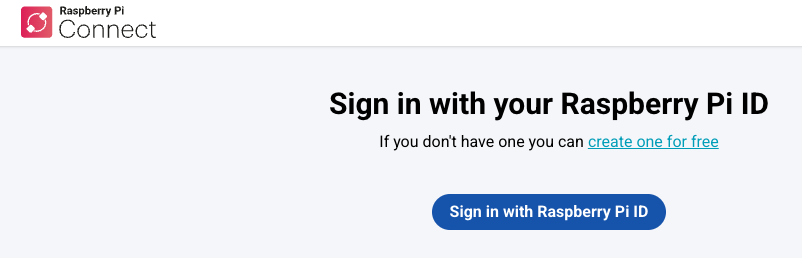 Raspberry Pi
Connect
Sign in with your Raspberry Pi ID
If you don't have one you can create one for free
Sign in with Raspberry Pi ID